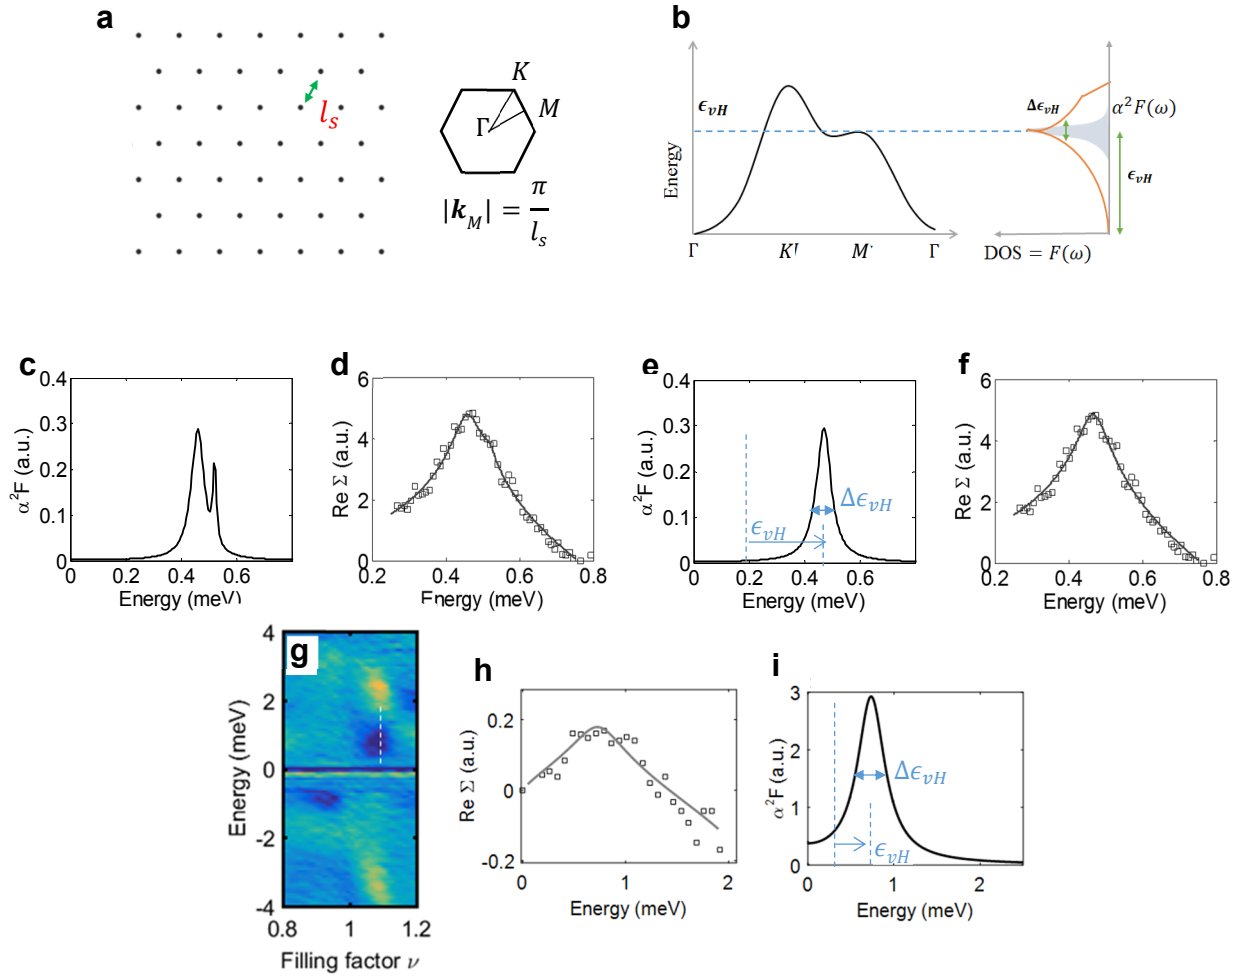 a
l_s
K
M
Γ
|k_M| = π/l_s
b
ϵ_vH
Energy
Γ
K'
M'
Γ
Δϵ_vH
α²F(ω)
ϵ_vH
DOS = F(ω)
c
α²F (a.u.)
0.4
0.3
0.2
0.1
0
0 0.2 0.4 0.6
Energy (meV)
d
Re Σ (a.u.)
6
4
2
0
0.2 0.4 0.6 0.8
Energy (meV)
e
α²F (a.u.)
0.4
0.3
0.2
0.1
0
Δϵ_vH
ϵ_vH
0 0.2 0.4 0.6
Energy (meV)
f
Re Σ (a.u.)
6
4
2
0
0.2 0.4 0.6 0.8
Energy (meV)
g
Energy (meV)
4
2
0
-2
-4
0.8 1 1.2
Filling factor ν
h
Re Σ (a.u.)
0.2
0
-0.2
0 1 2
Energy (meV)
i
α²F (a.u.)
3
2
1
0
Δϵ_vH
ϵ_vH
0 1 2
Energy (meV)